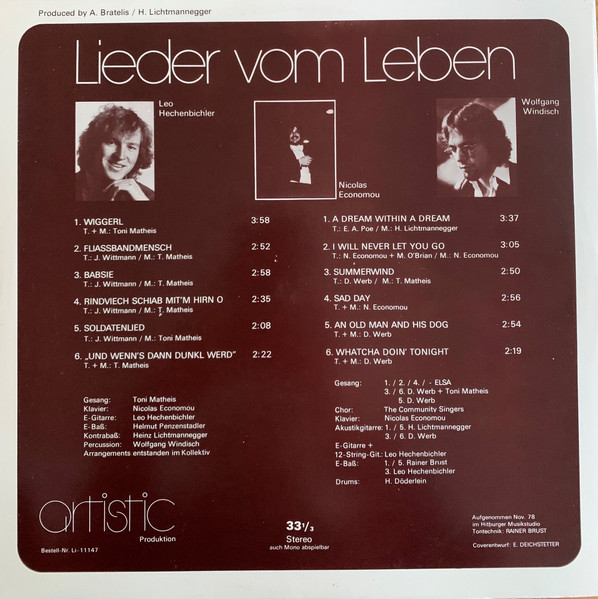 Produced by A. Bratelis / H. Lichtmannegger
Lieder vom Leben
Leo
Hechenbichler
Nicolas
Economou
Wolfgang
Windisch
1. WIGGERL 3:58
T. + M.: Toni Matheis
2. FLIASSBANDMENSCH 2:52
T.: J. Wittmann / M.: T. Matheis
3. BABSIE 2:58
T.: J. Wittmann / M.: T. Matheis
4. RINDVIECH SCHIAB MIT'M HIRN O 2:35
T.: J. Wittmann / M.: T. Matheis
5. SOLDATENLIED 2:08
T.: J. Wittmann / M.: Toni Matheis
6. „UND WENN'S DANN DUNKL WERD" 2:22
T. + M.: T. Matheis
Gesang: Toni Matheis
Klavier: Nicolas Economou
E-Gitarre: Leo Hechenbichler
E-Baß: Helmut Penzenstadler
Kontrabaß: Heinz Lichtmannegger
Percussion: Wolfgang Windisch
Arrangements entstanden im Kollektiv
1. A DREAM WITHIN A DREAM 3:37
T.: E. A. Poe / M.: H. Lichtmannegger
2. I WILL NEVER LET YOU GO 3:05
T.: N. Economou + M. O'Brian / M.: N. Economou
3. SUMMERWIND 2:50
T.: D. Werb / M.: T. Matheis
4. SAD DAY 2:56
T. + M.: N. Economou
5. AN OLD MAN AND HIS DOG 2:54
T. + M.: D. Werb
6. WHATCHA DOIN' TONIGHT 2:19
T. + M.: D. Werb
Gesang: 1. / 2. / 4. / - ELSA
3. / 6. D. Werb + Toni Matheis
5. D. Werb
Chor: The Community Singers
Klavier: Nicolas Economou
Akustikgitarre: 1. / 5. H. Lichtmannegger
3. / 6. D. Werb
E-Gitarre +
12-String-Git.: Leo Hechenbichler
E-Baß: 1. / 5. Rainer Brust
3. Leo Hechenbichler
Drums: H. Döderlein
artistic
Produktion
Bestell-Nr. Li-11147
33 1/3
Stereo
auch Mono abspielbar
Aufgenommen Nov. 78
im Hitburger Musikstudio
Tontechnik: RAINER BRUST
Coverentwurf: E. DEICHSTETTER